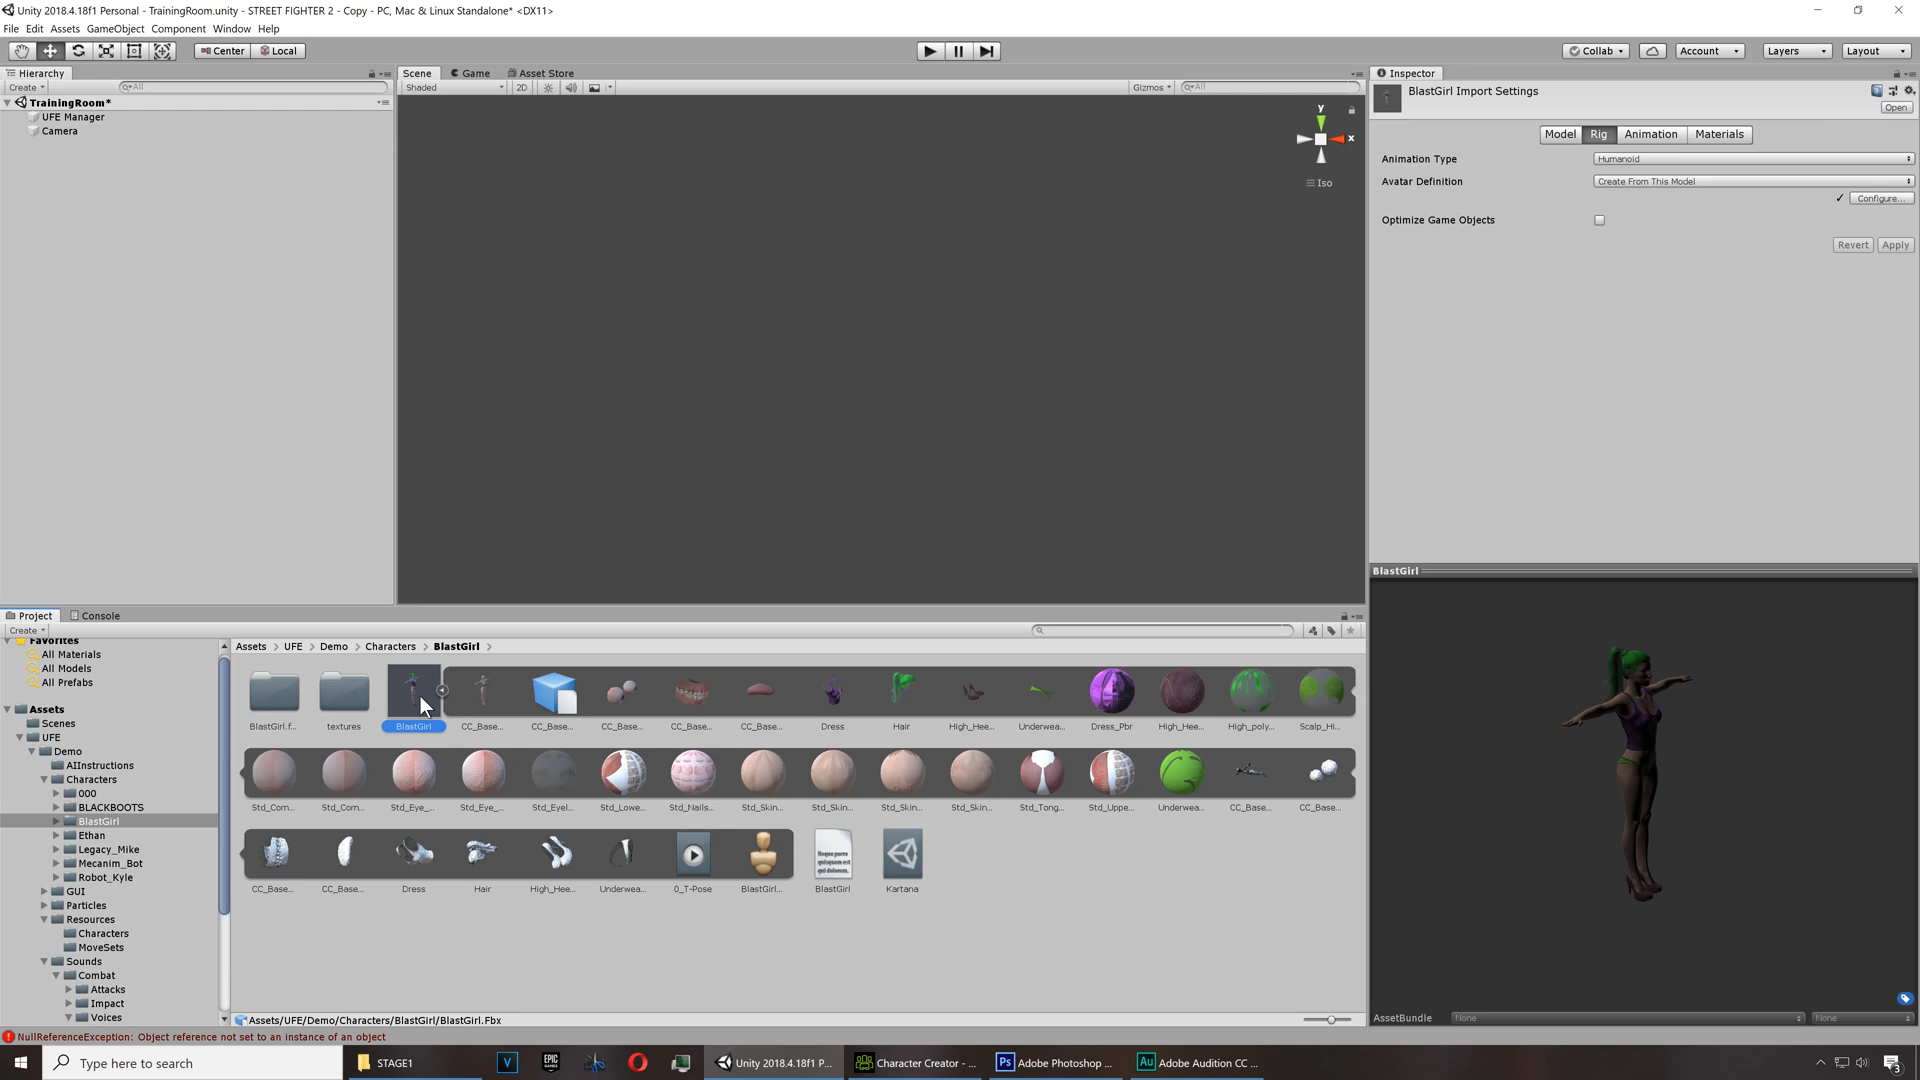 Unity 2018.4.18f1 Personal - TrainingRoom.unity - STREET FIGHTER 2 - Copy - PC, Mac & Linux Standalone* <DX11>
File Edit Assets GameObject Component Window Help
Center Local
Collab Account Layers Layout
Hierarchy
Create All
TrainingRoom*
UFE Manager
Camera
Scene Game Asset Store
Shaded 2D Gizmos All
y
x
Iso
Inspector
BlastGirl Import Settings
Open
Model Rig Animation Materials
Animation Type Humanoid
Avatar Definition Create From This Model
Configure...
Optimize Game Objects
Revert Apply
BlastGirl
AssetBundle None None
Project Console
Create
Favorites
All Materials
All Models
All Prefabs
Assets
Scenes
UFE
Demo
AIInstructions
Characters
000
BLACKBOOTS
BlastGirl
Ethan
Legacy_Mike
Mecanim_Bot
Robot_Kyle
GUI
Particles
Resources
Characters
MoveSets
Sounds
Combat
Attacks
Impact
Voices
Assets > UFE > Demo > Characters > BlastGirl >
BlastGirl.f... textures BlastGirl CC_Base... CC_Base... CC_Base... CC_Base... CC_Base... Dress Hair High_Hee... Underwea... Dress_Pbr High_Hee... High_poly... Scalp_Hi...
Std_Corn... Std_Corn... Std_Eye_... Std_Eye_... Std_Eyel... Std_Lowe... Std_Nails... Std_Skin... Std_Skin... Std_Skin... Std_Skin... Std_Tong... Std_Uppe... Underwea... CC_Base... CC_Base...
CC_Base... CC_Base... Dress Hair High_Hee... Underwea... 0_T-Pose BlastGirl... BlastGirl Kartana
Assets/UFE/Demo/Characters/BlastGirl/BlastGirl.Fbx
NullReferenceException: Object reference not set to an instance of an object
Type here to search
STAGE1
V
EPIC GAMES
Unity 2018.4.18f1 P...
Character Creator - ...
Ps Adobe Photoshop ...
Au Adobe Audition CC ...
3